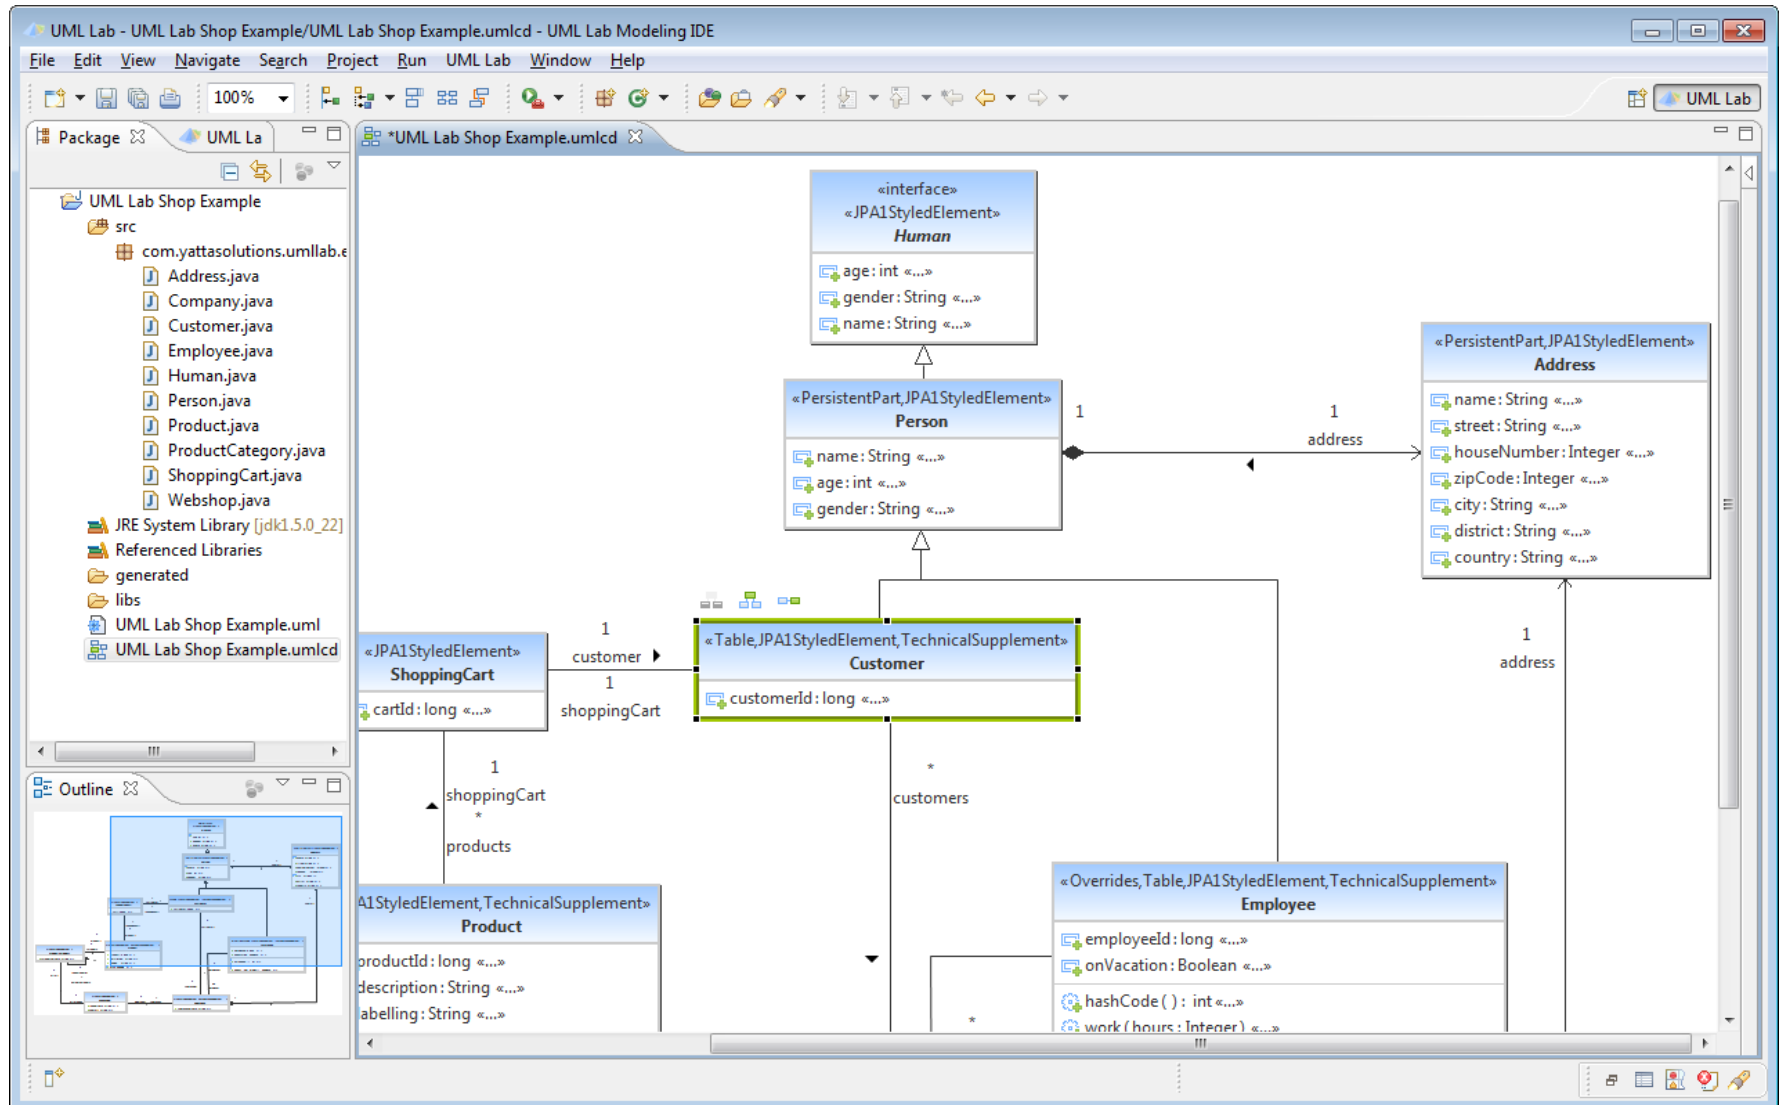 UML Lab - UML Lab Shop Example/UML Lab Shop Example.umlcd - UML Lab Modeling IDE
File Edit View Navigate Search Project Run UML Lab Window Help
100%
UML Lab
Package
UML La
UML Lab Shop Example
src
com.yattasolutions.umllab.e
Address.java
Company.java
Customer.java
Employee.java
Human.java
Person.java
Product.java
ProductCategory.java
ShoppingCart.java
Webshop.java
JRE System Library [jdk1.5.0_22]
Referenced Libraries
generated
libs
UML Lab Shop Example.uml
UML Lab Shop Example.umlcd
Outline
*UML Lab Shop Example.umlcd
«interface»
«JPA1StyledElement»
Human
age: int «...»
gender: String «...»
name: String «...»
«PersistentPart,JPA1StyledElement»
Person
name: String «...»
age: int «...»
gender: String «...»
1
1
address
«PersistentPart,JPA1StyledElement»
Address
name: String «...»
street: String «...»
houseNumber: Integer «...»
zipCode: Integer «...»
city: String «...»
district: String «...»
country: String «...»
1
address
«JPA1StyledElement»
ShoppingCart
cartId: long «...»
1
customer
1
shoppingCart
«Table,JPA1StyledElement,TechnicalSupplement»
Customer
customerId: long «...»
1
shoppingCart
*
products
*
customers
A1StyledElement,TechnicalSupplement»
Product
productId: long «...»
description: String «...»
abelling: String «...»
«Overrides,Table,JPA1StyledElement,TechnicalSupplement»
Employee
employeeId: long «...»
onVacation: Boolean «...»
hashCode ( ) : int «...»
work ( hours : Integer ) «...»
*